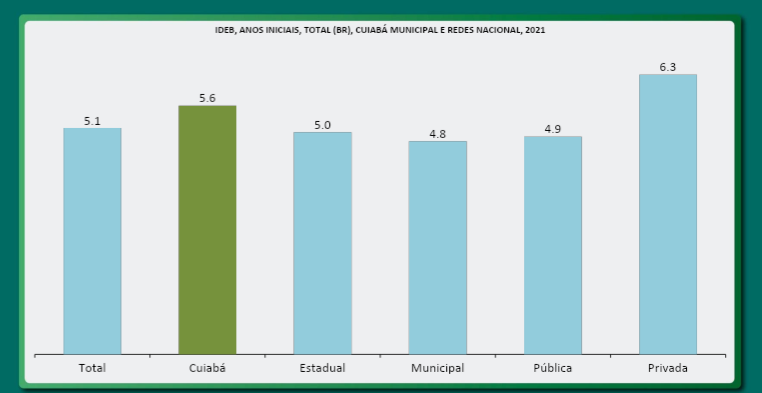 IDEB, ANOS INICIAIS, TOTAL (BR), CUIABÁ MUNICIPAL E REDES NACIONAL, 2021
5.1
5.6
5.0
4.8
4.9
6.3
Total
Cuiabá
Estadual
Municipal
Pública
Privada